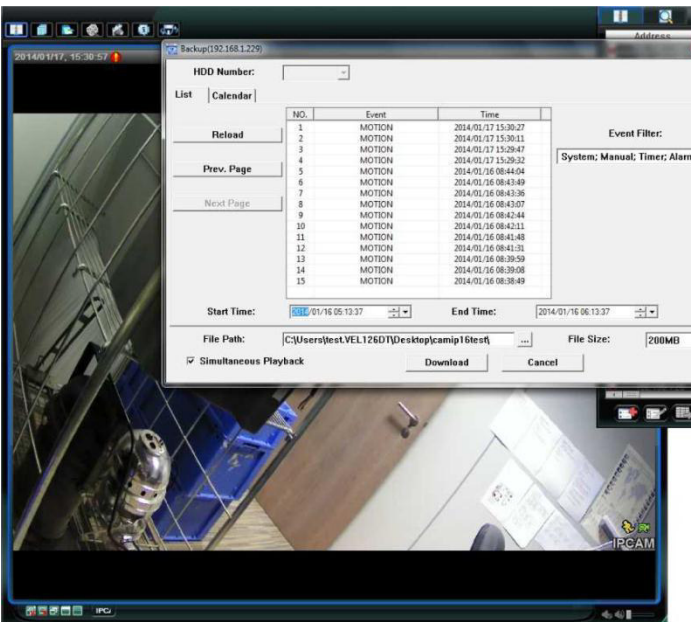 Address
2014/01/17, 15:30:57
Backup(192.168.1.229)
HDD Number:
List Calendar
NO. Event Time
1 MOTION 2014/01/17 15:30:27
2 MOTION 2014/01/17 15:30:11
3 MOTION 2014/01/17 15:29:47
4 MOTION 2014/01/17 15:29:32
5 MOTION 2014/01/16 08:44:04
6 MOTION 2014/01/16 08:43:49
7 MOTION 2014/01/16 08:43:36
8 MOTION 2014/01/16 08:43:07
9 MOTION 2014/01/16 08:42:44
10 MOTION 2014/01/16 08:42:11
11 MOTION 2014/01/16 08:41:48
12 MOTION 2014/01/16 08:41:31
13 MOTION 2014/01/16 08:39:59
14 MOTION 2014/01/16 08:39:08
15 MOTION 2014/01/16 08:38:49
Reload
Prev. Page
Next Page
Event Filter:
System; Manual; Timer; Alarm
Start Time: 2014/01/16 05:13:37 End Time: 2014/01/16 06:13:37
File Path: C:\Users\test.VEL126DT\Desktop\camip16test\ ... File Size: 200MB
Simultaneous Playback Download Cancel
IPCAM
IPC